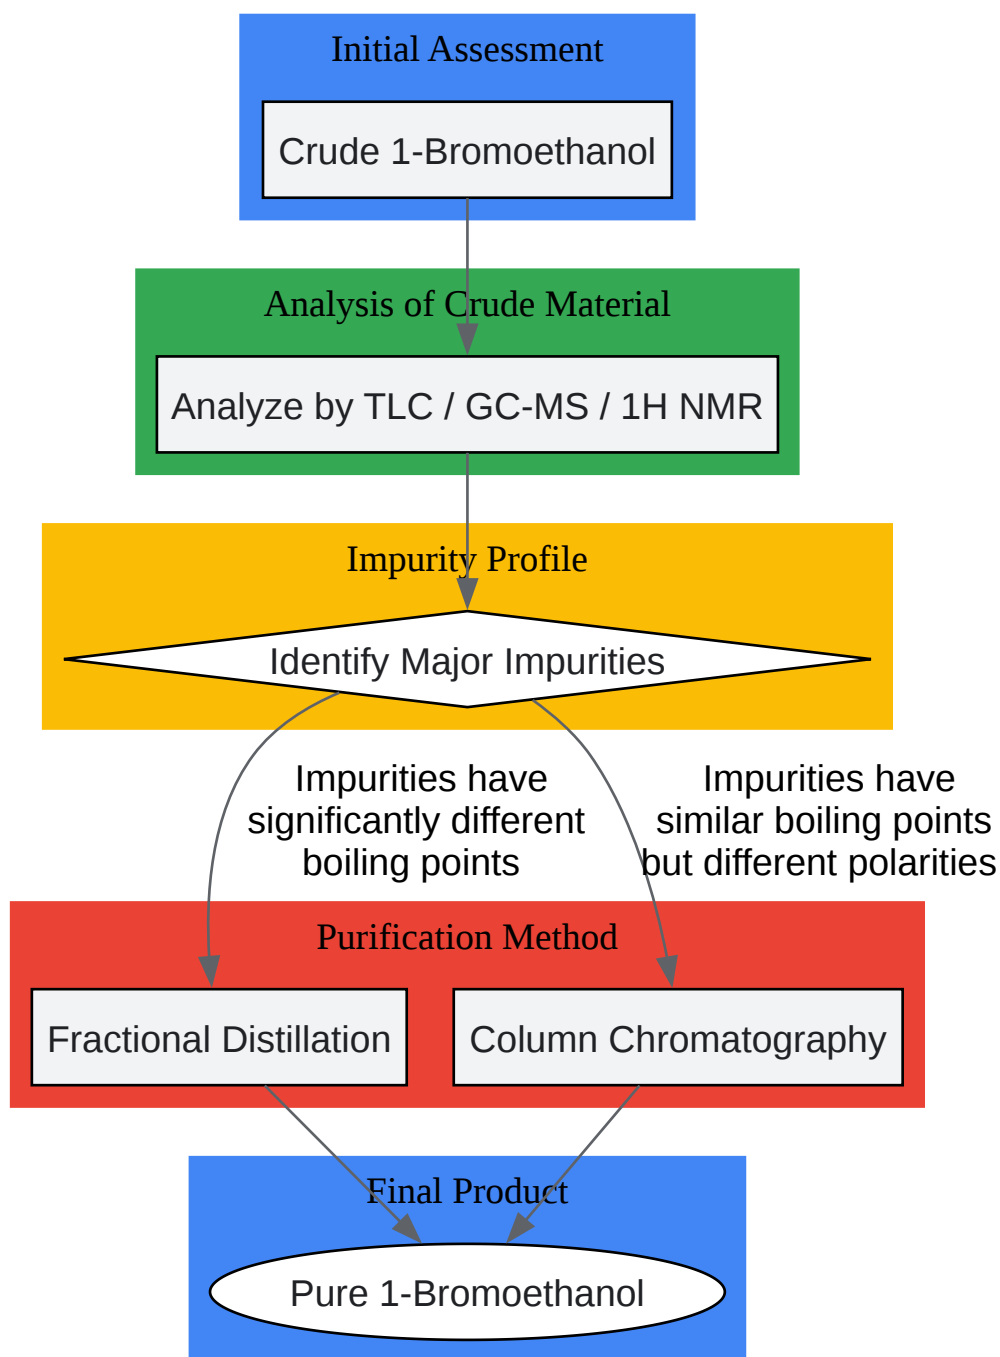 Initial Assessment
Crude 1-Bromoethanol
Analysis of Crude Material
Analyze by TLC / GC-MS / 1H NMR
Impurity Profile
Identify Major Impurities
Impurities have
significantly different
boiling points
Impurities have
similar boiling points
but different polarities
Purification Method
Fractional Distillation
Column Chromatography
Final Product
Pure 1-Bromoethanol